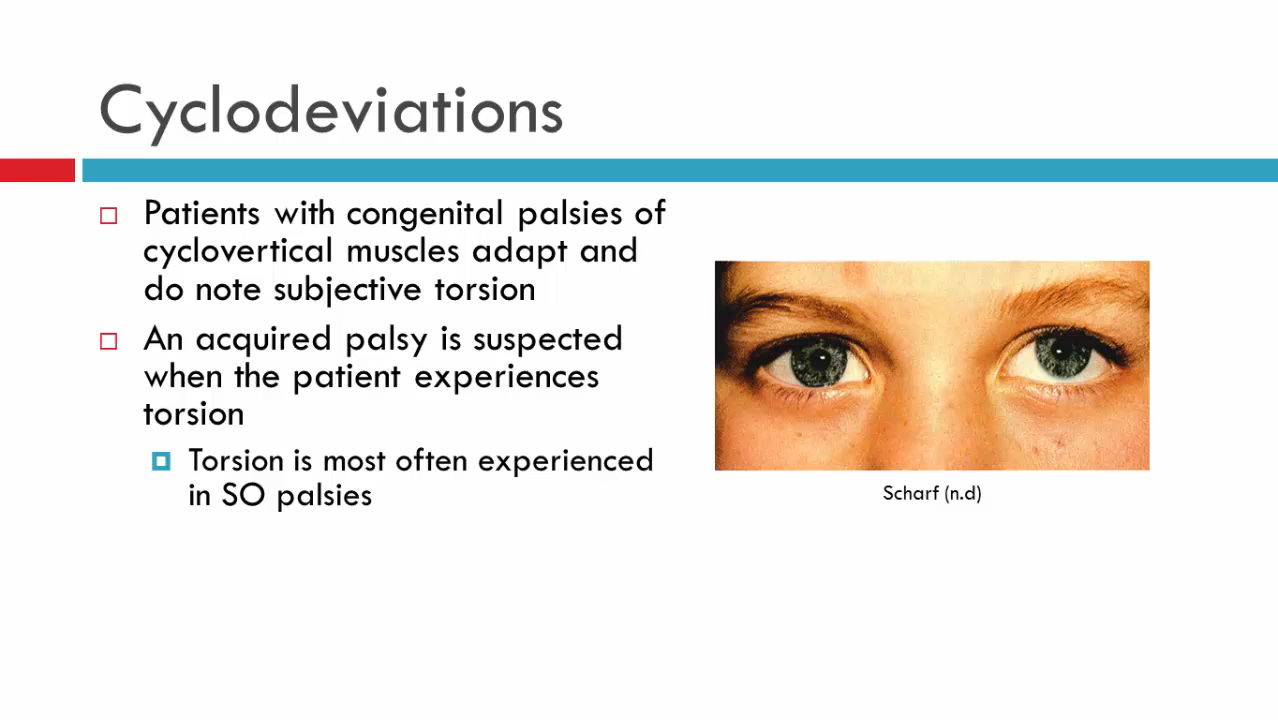 Cyclodeviations
Patients with congenital palsies of
cyclovertical muscles adapt and
do note subjective torsion
An acquired palsy is suspected
when the patient experiences
torsion
Torsion is most often experienced
in SO palsies
Scharf (n.d)